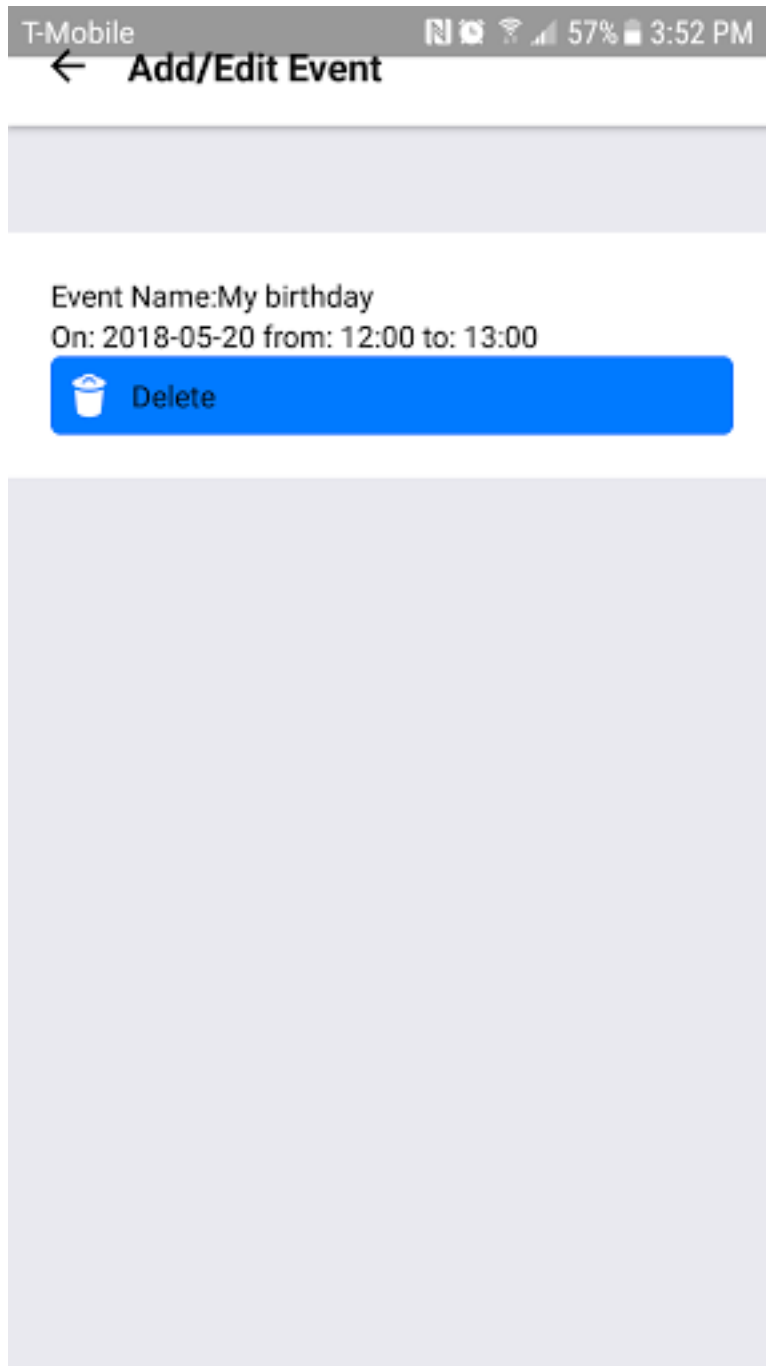 T-Mobile 57% 3:52 PM
Add/Edit Event
Event Name:My birthday
On: 2018-05-20 from: 12:00 to: 13:00
Delete